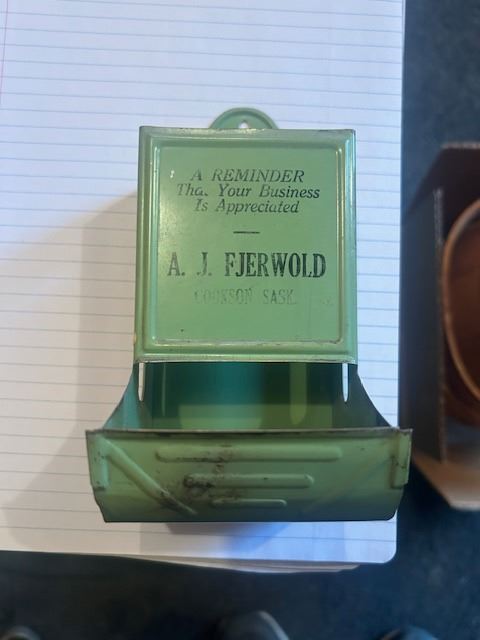 A REMINDER
That Your Business
Is Appreciated
A. J. FJERWOLD
COOKSON SASK.